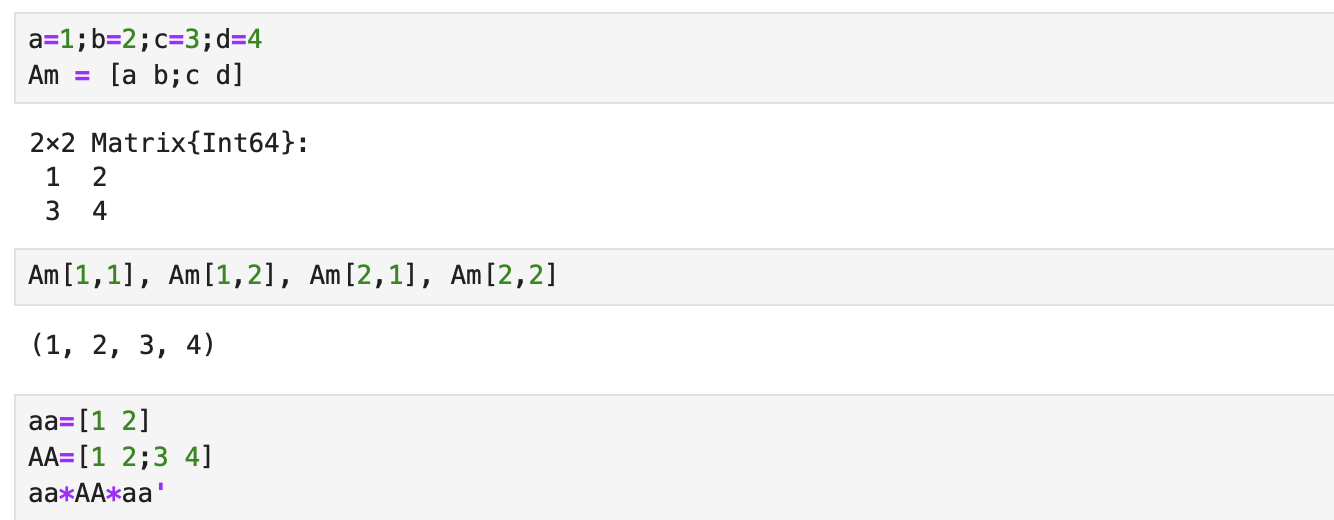 a=1;b=2;c=3;d=4
Am = [a b;c d]
2×2 Matrix{Int64}:
 1  2
 3  4
Am[1,1], Am[1,2], Am[2,1], Am[2,2]
(1, 2, 3, 4)
aa=[1 2]
AA=[1 2;3 4]
aa*AA*aa'